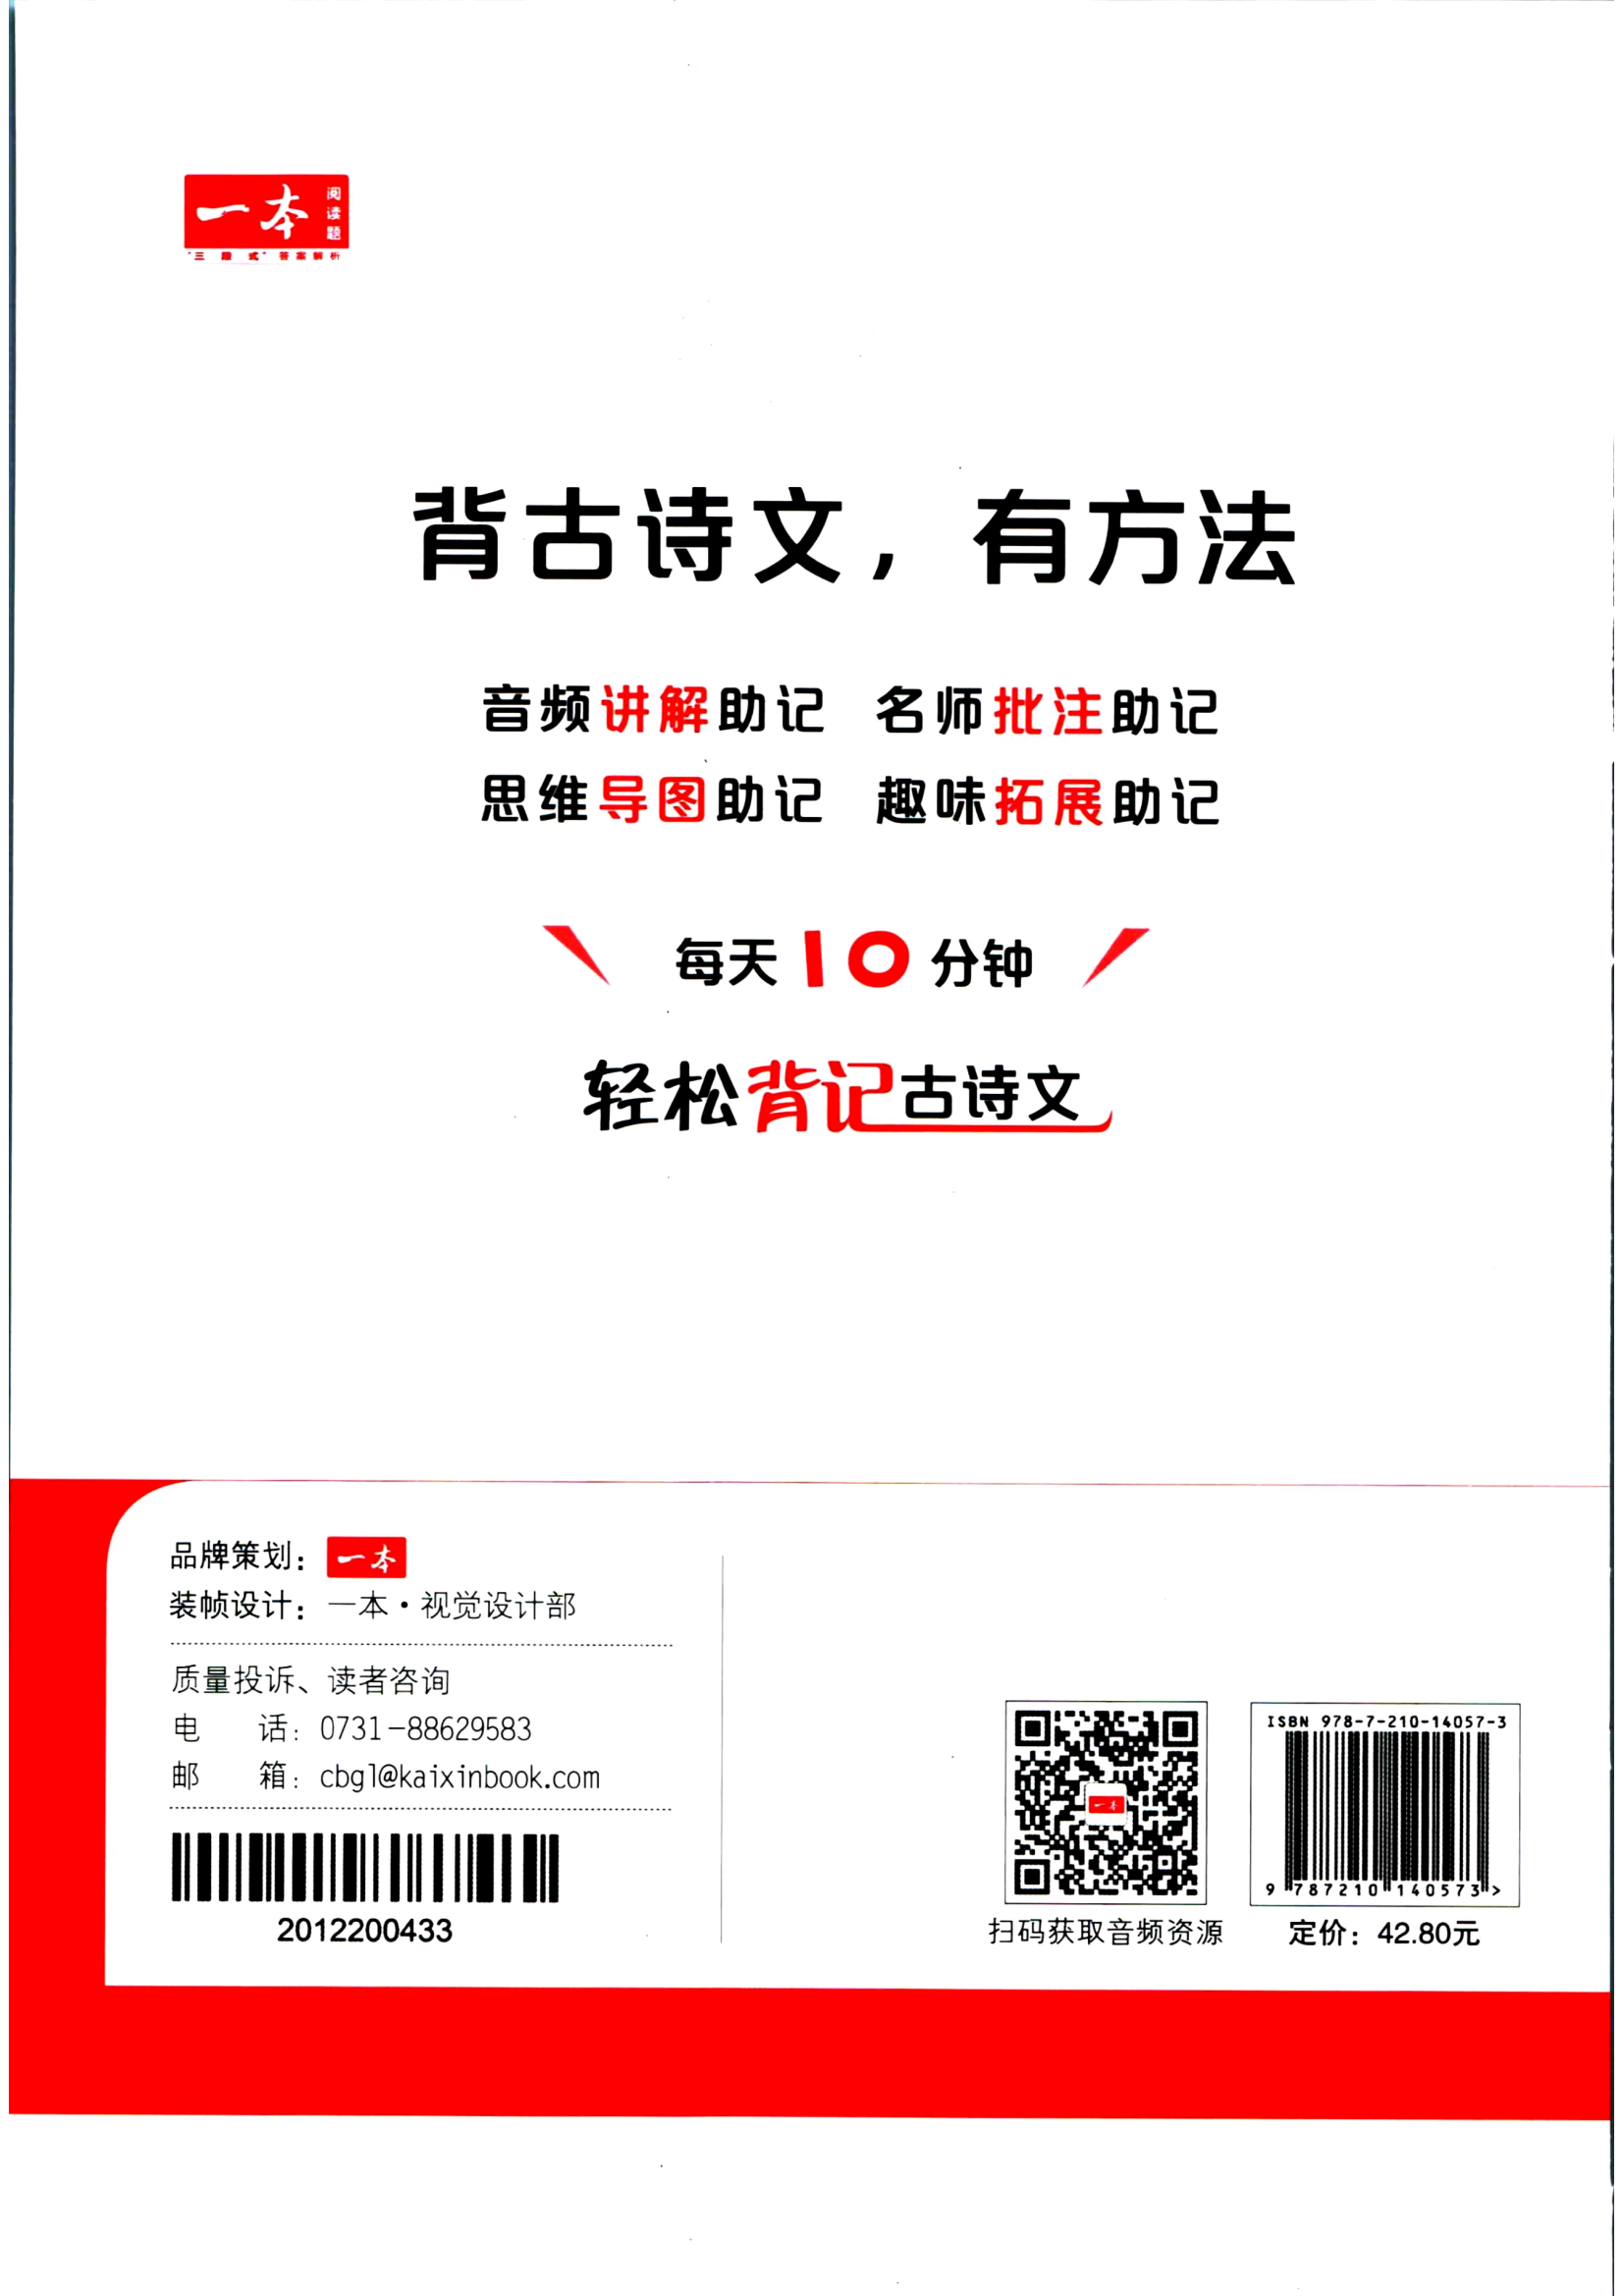 一本 阅读题
“三段式”答案解析
背古诗文，有方法
音频讲解助记 名师批注助记
思维导图助记 趣味拓展助记
每天10分钟
轻松背记古诗文
品牌策划：一本
装帧设计：一本·视觉设计部
质量投诉、读者咨询
电 话：0731-88629583
邮 箱：cbgl@kaixinbook.com
2012200433
一本
扫码获取音频资源
ISBN 978-7-210-14057-3
9 787210 140573 >
定价：42.80元